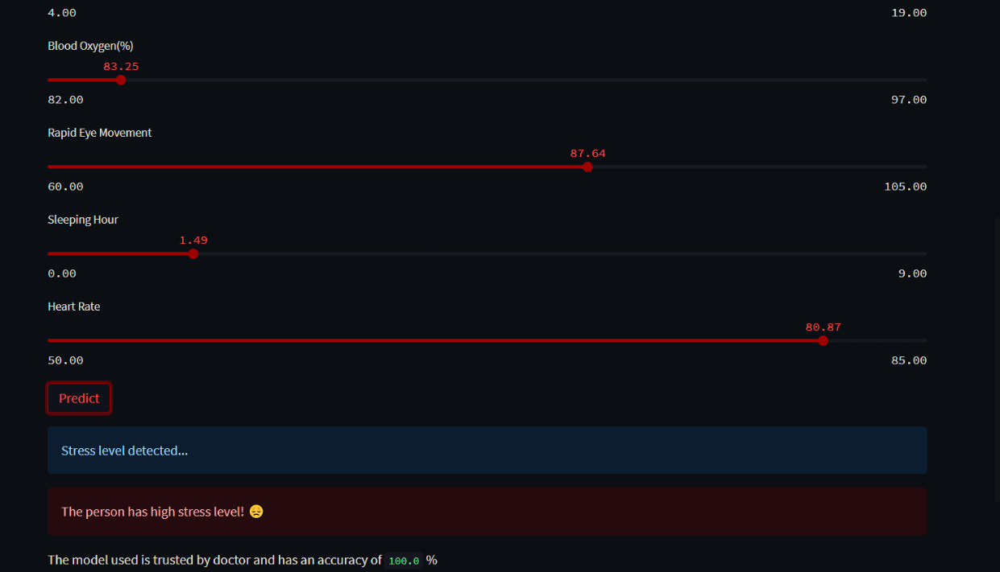 4.00 19.00
Blood Oxygen(%)
83.25
82.00 97.00
Rapid Eye Movement
87.64
60.00 105.00
Sleeping Hour
1.49
0.00 9.00
Heart Rate
80.87
50.00 85.00
Predict
Stress level detected...
The person has high stress level! 😞
The model used is trusted by doctor and has an accuracy of 100.0 %